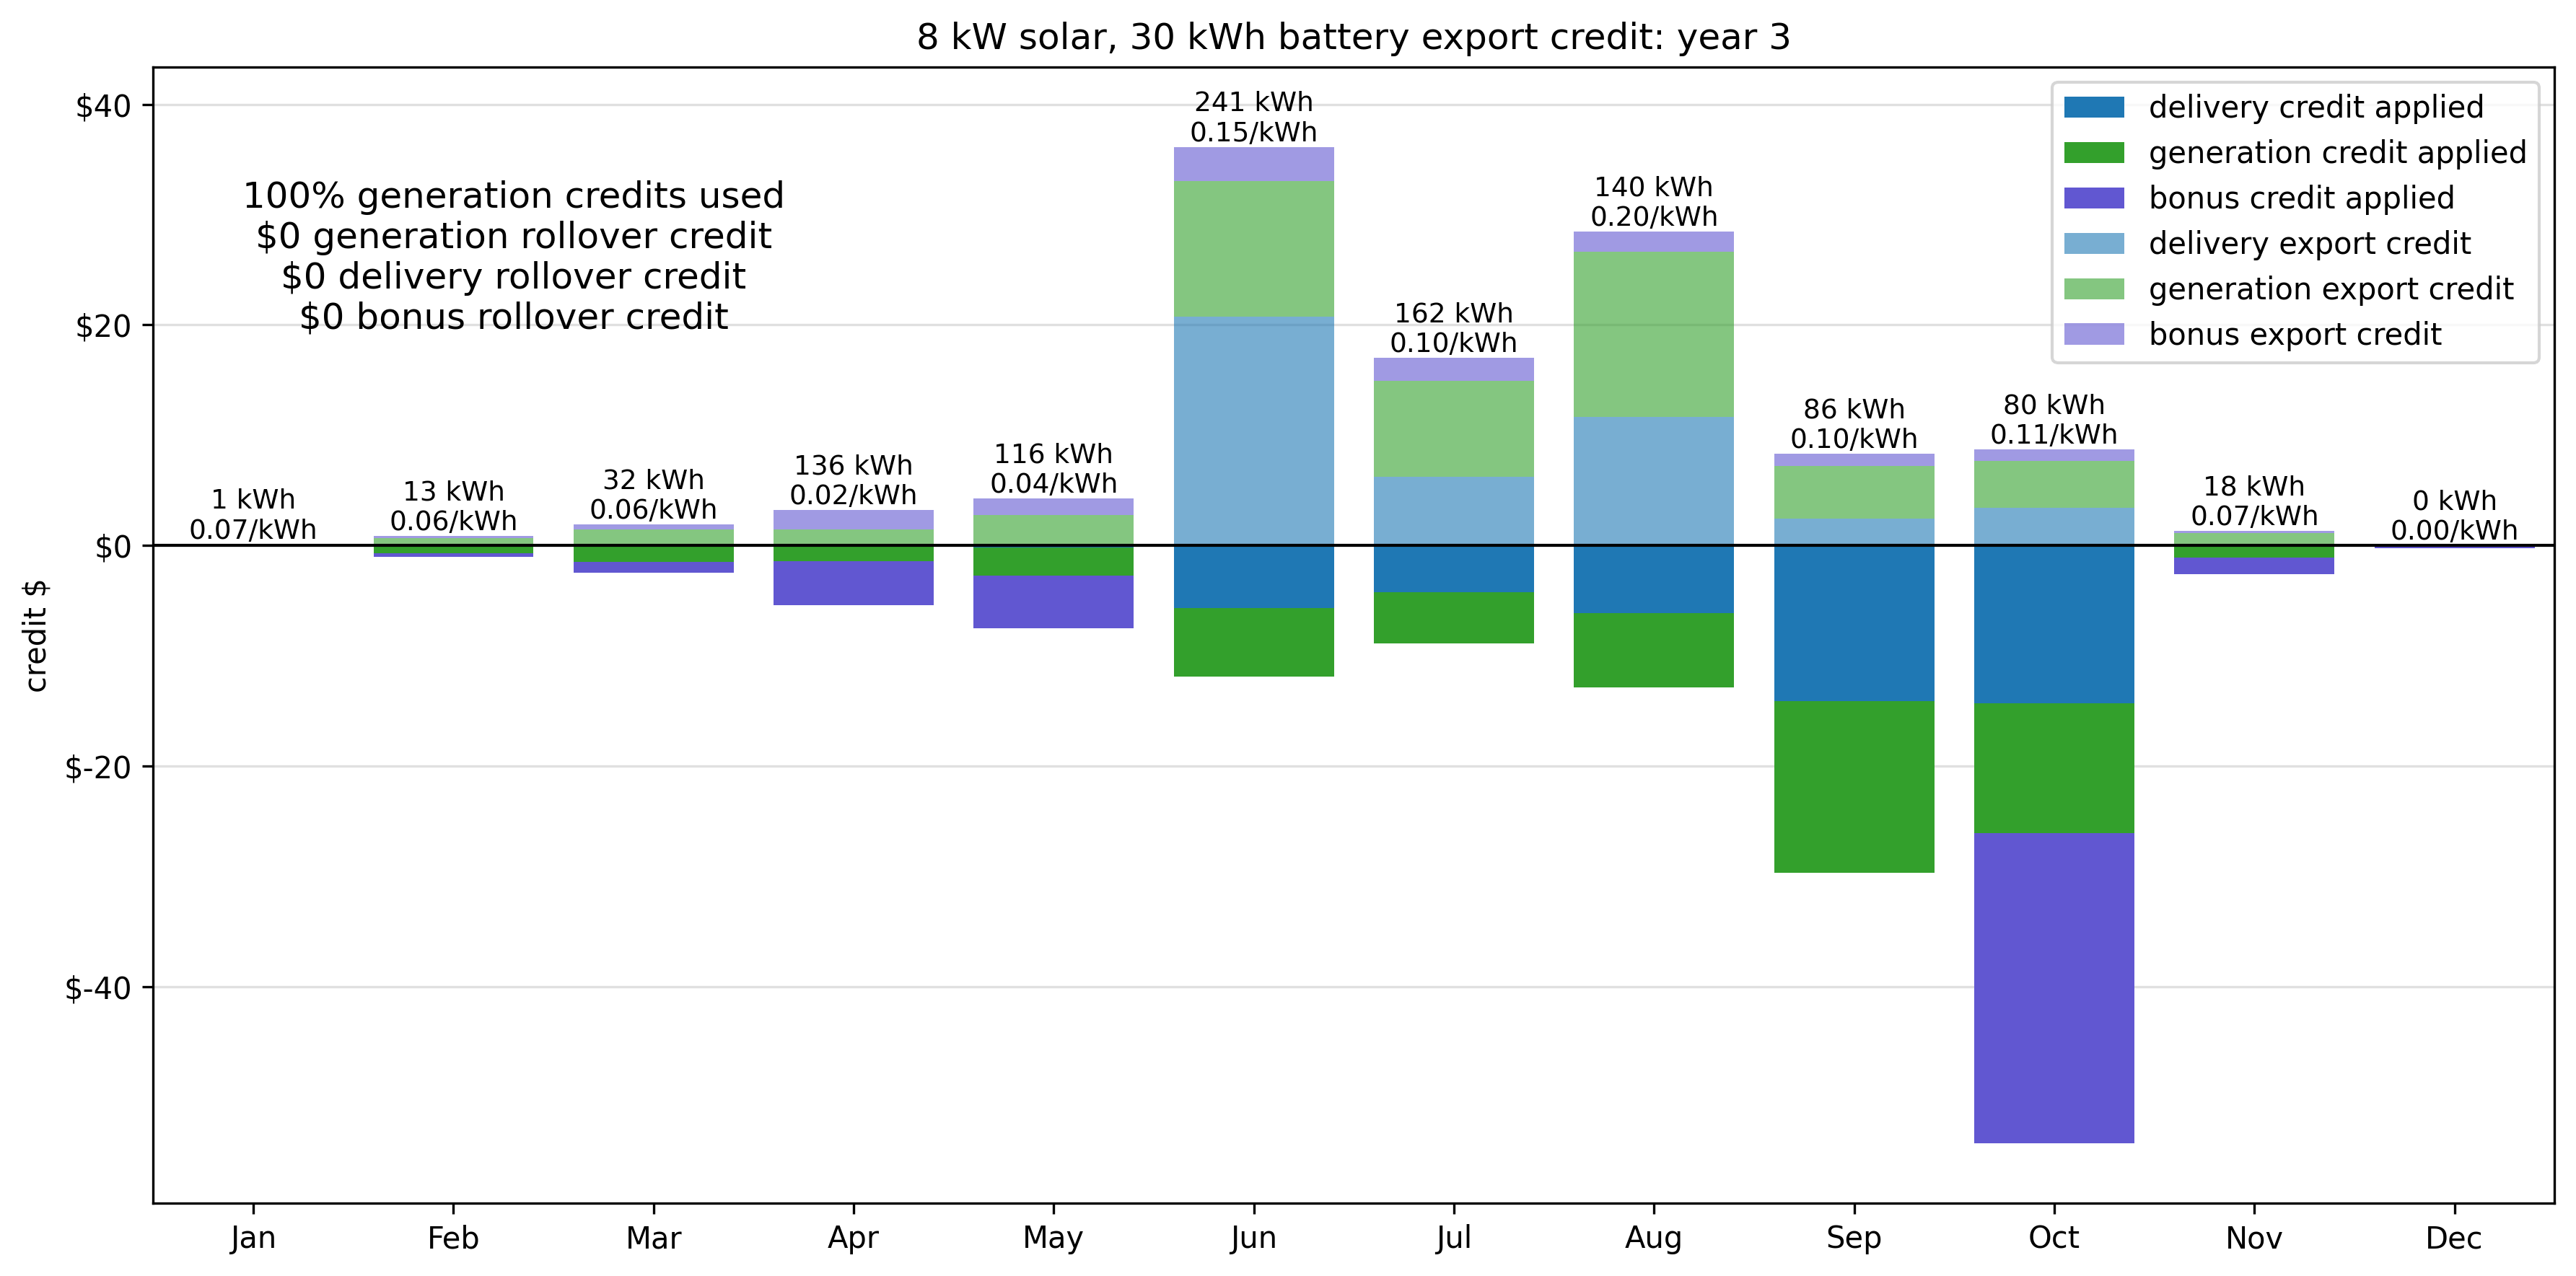 8 kW solar, 30 kWh battery export credit: year 3
$40
$20
$0
$-20
$-40
credit $
100% generation credits used
$0 generation rollover credit
$0 delivery rollover credit
$0 bonus rollover credit
1 kWh
0.07/kWh
13 kWh
0.06/kWh
32 kWh
0.06/kWh
136 kWh
0.02/kWh
116 kWh
0.04/kWh
241 kWh
0.15/kWh
162 kWh
0.10/kWh
140 kWh
0.20/kWh
86 kWh
0.10/kWh
80 kWh
0.11/kWh
18 kWh
0.07/kWh
0 kWh
0.00/kWh
delivery credit applied
generation credit applied
bonus credit applied
delivery export credit
generation export credit
bonus export credit
Jan
Feb
Mar
Apr
May
Jun
Jul
Aug
Sep
Oct
Nov
Dec